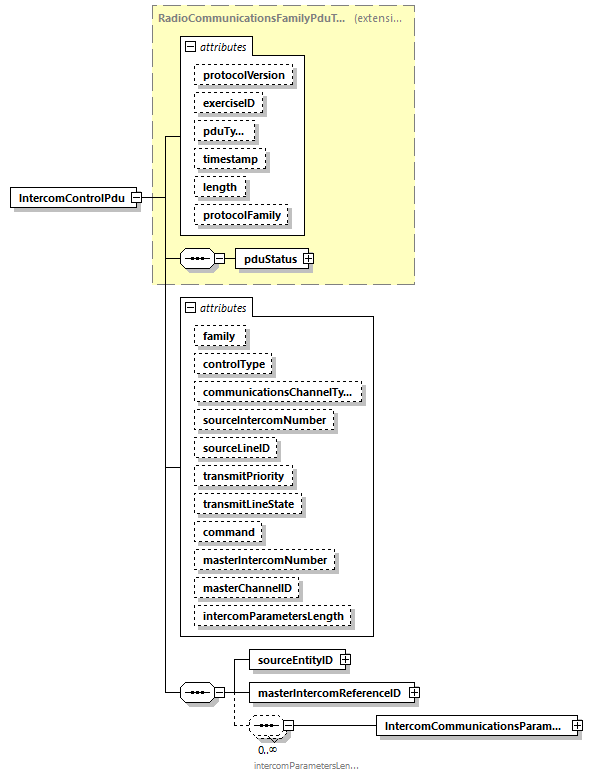 RadioCommunicationsFamilyPduT... (extensi...
attributes
protocolVersion
exerciseID
pduTy...
timestamp
length
protocolFamily
IntercomControlPdu
pduStatus
attributes
family
controlType
communicationsChannelTy...
sourceIntercomNumber
sourceLineID
transmitPriority
transmitLineState
command
masterIntercomNumber
masterChannelID
intercomParametersLength
sourceEntityID
masterIntercomReferenceID
IntercomCommunicationsParam...
0..∞
intercomParametersLen...